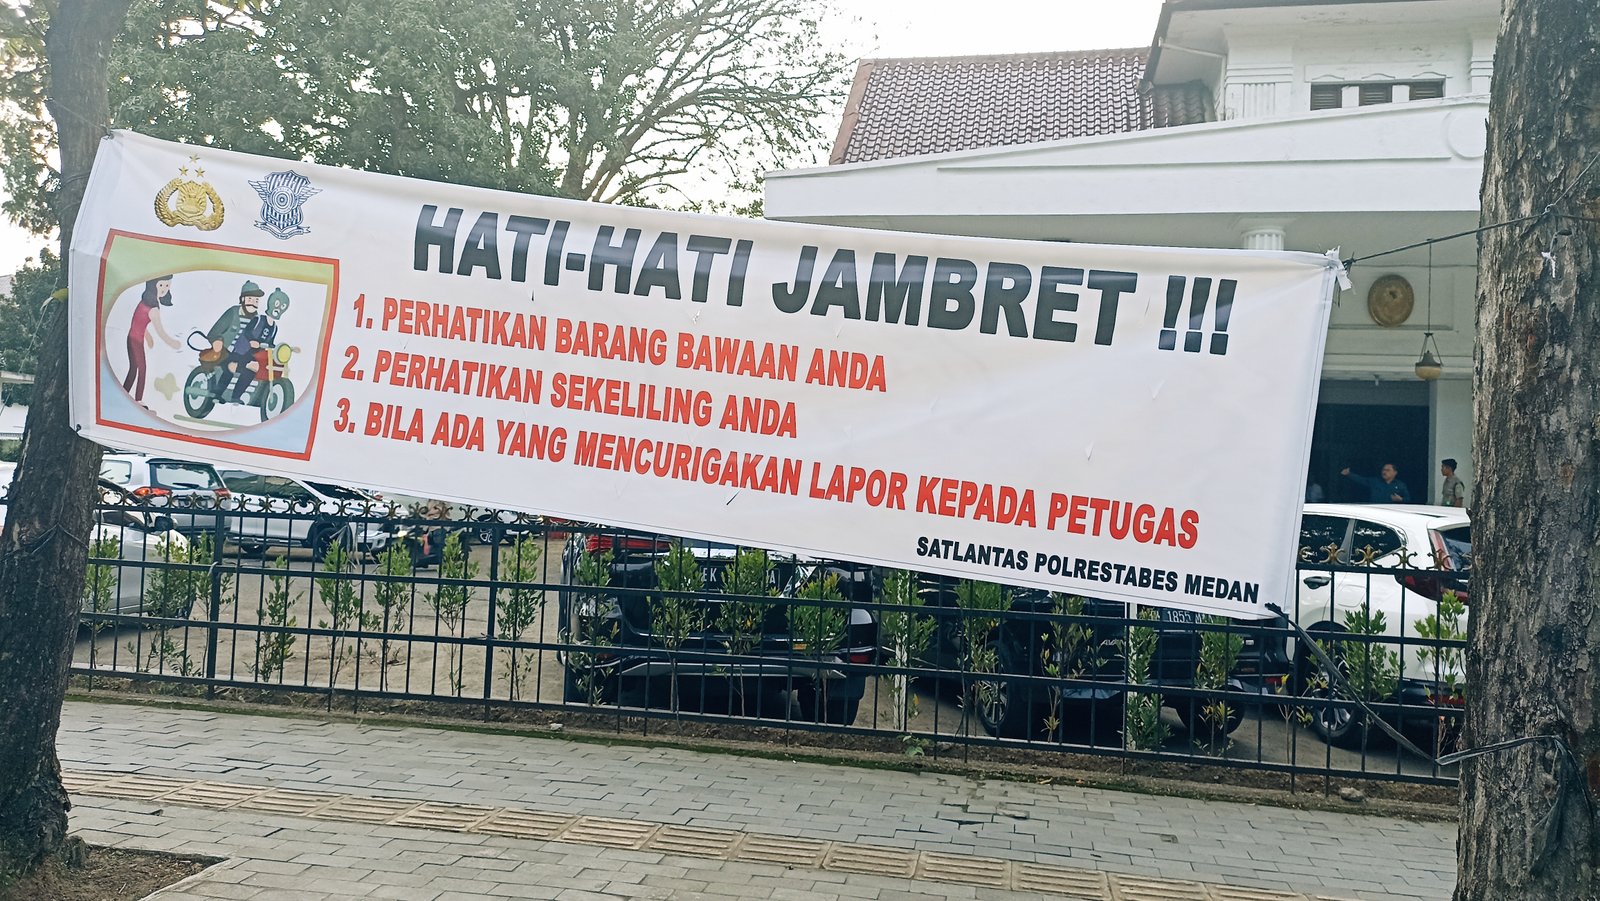 HATI-HATI JAMBRET !!!
1. PERHATIKAN BARANG BAWAAN ANDA
2. PERHATIKAN SEKELILING ANDA
3. BILA ADA YANG MENCURIGAKAN LAPOR KEPADA PETUGAS
SATLANTAS POLRESTABES MEDAN
1855